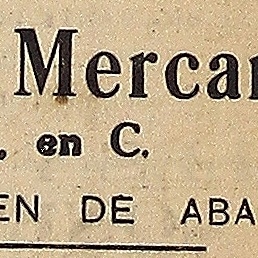 Mercan
. en C.
EN DE ABA